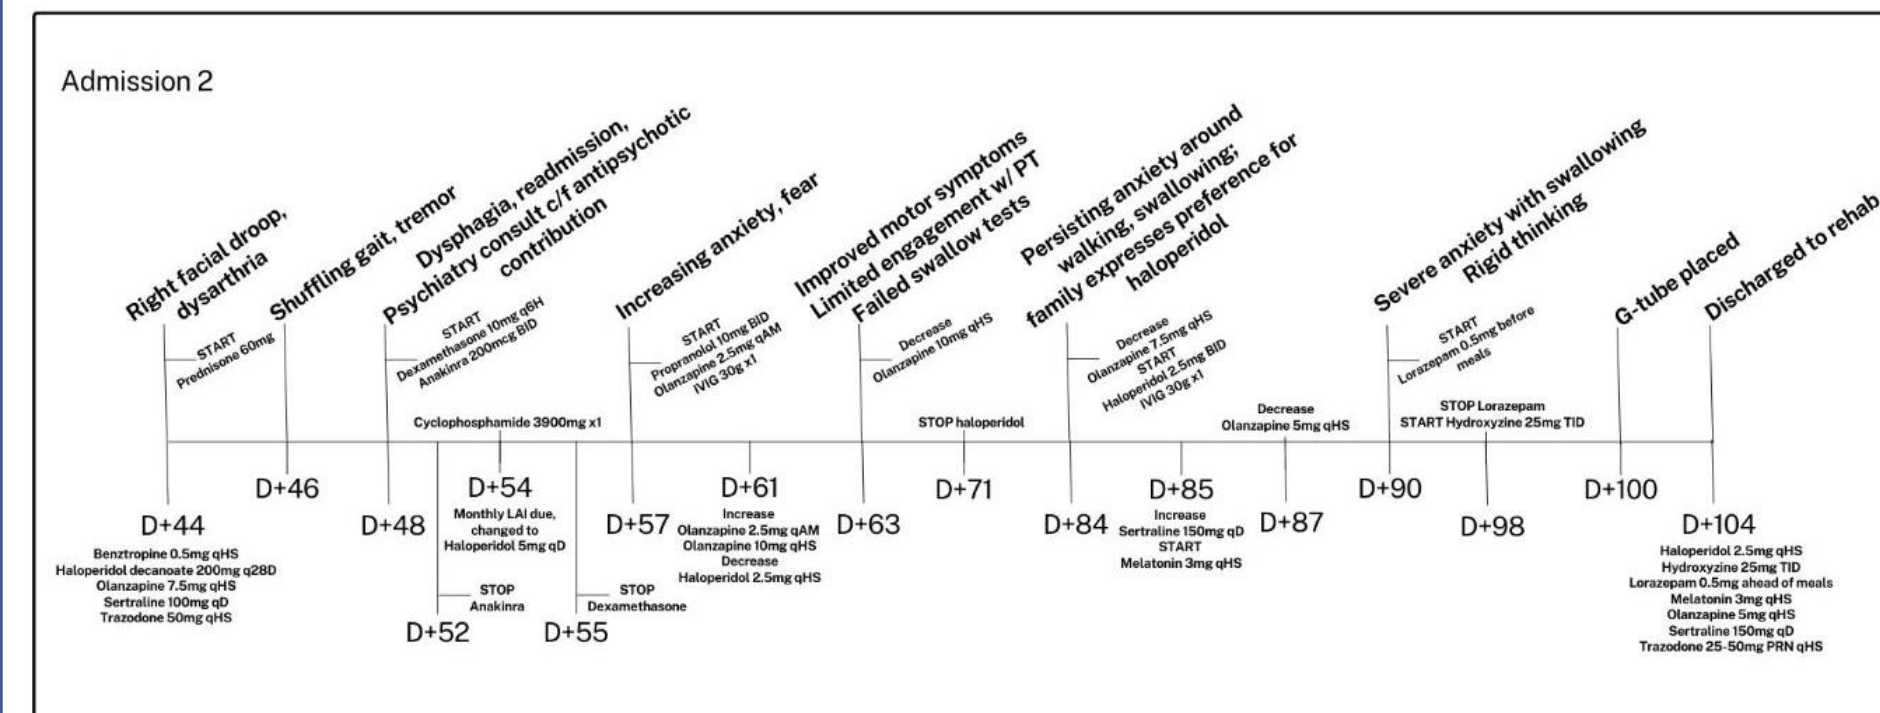 Admission 2
Right facial droop,
dysarthria
START
Prednisone 60mg
Shuffling gait, tremor
Dysphagia, readmission,
Psychiatry consult c/f antipsychotic
contribution
START
Dexamethasone 10mg q6H
Anakinra 200mcg BID
Increasing anxiety, fear
START
Propranolol 10mg BID
Olanzapine 2.5mg qAM
IVIG 30g x1
Improved motor symptoms
Limited engagement w/ PT
Failed swallow tests
Decrease
Olanzapine 10mg qHS
Persisting anxiety around
walking, swallowing;
family expresses preference for
haloperidol
Decrease
Olanzapine 7.5mg qHS
START
Haloperidol 2.5mg BID
IVIG 30g x1
Severe anxiety with swallowing
Rigid thinking
START
Lorazepam 0.5mg before
meals
G-tube placed
Discharged to rehab
Cyclophosphamide 3900mg x1
STOP haloperidol
Decrease
Olanzapine 5mg qHS
STOP Lorazepam
START Hydroxyzine 25mg TID
D+44
Benztropine 0.5mg qHS
Haloperidol decanoate 200mg q28D
Olanzapine 7.5mg qHS
Sertraline 100mg qD
Trazodone 50mg qHS
D+46
D+48
STOP
Anakinra
D+52
D+54
Monthly LAI due,
changed to
Haloperidol 5mg qD
STOP
Dexamethasone
D+55
D+57
D+61
Increase
Olanzapine 2.5mg qAM
Olanzapine 10mg qHS
Decrease
Haloperidol 2.5mg qHS
D+63
D+71
D+84
D+85
Increase
Sertraline 150mg qD
START
Melatonin 3mg qHS
D+87
D+90
D+98
D+100
D+104
Haloperidol 2.5mg qHS
Hydroxyzine 25mg TID
Lorazepam 0.5mg ahead of meals
Melatonin 3mg qHS
Olanzapine 5mg qHS
Sertraline 150mg qD
Trazodone 25-50mg PRN qHS